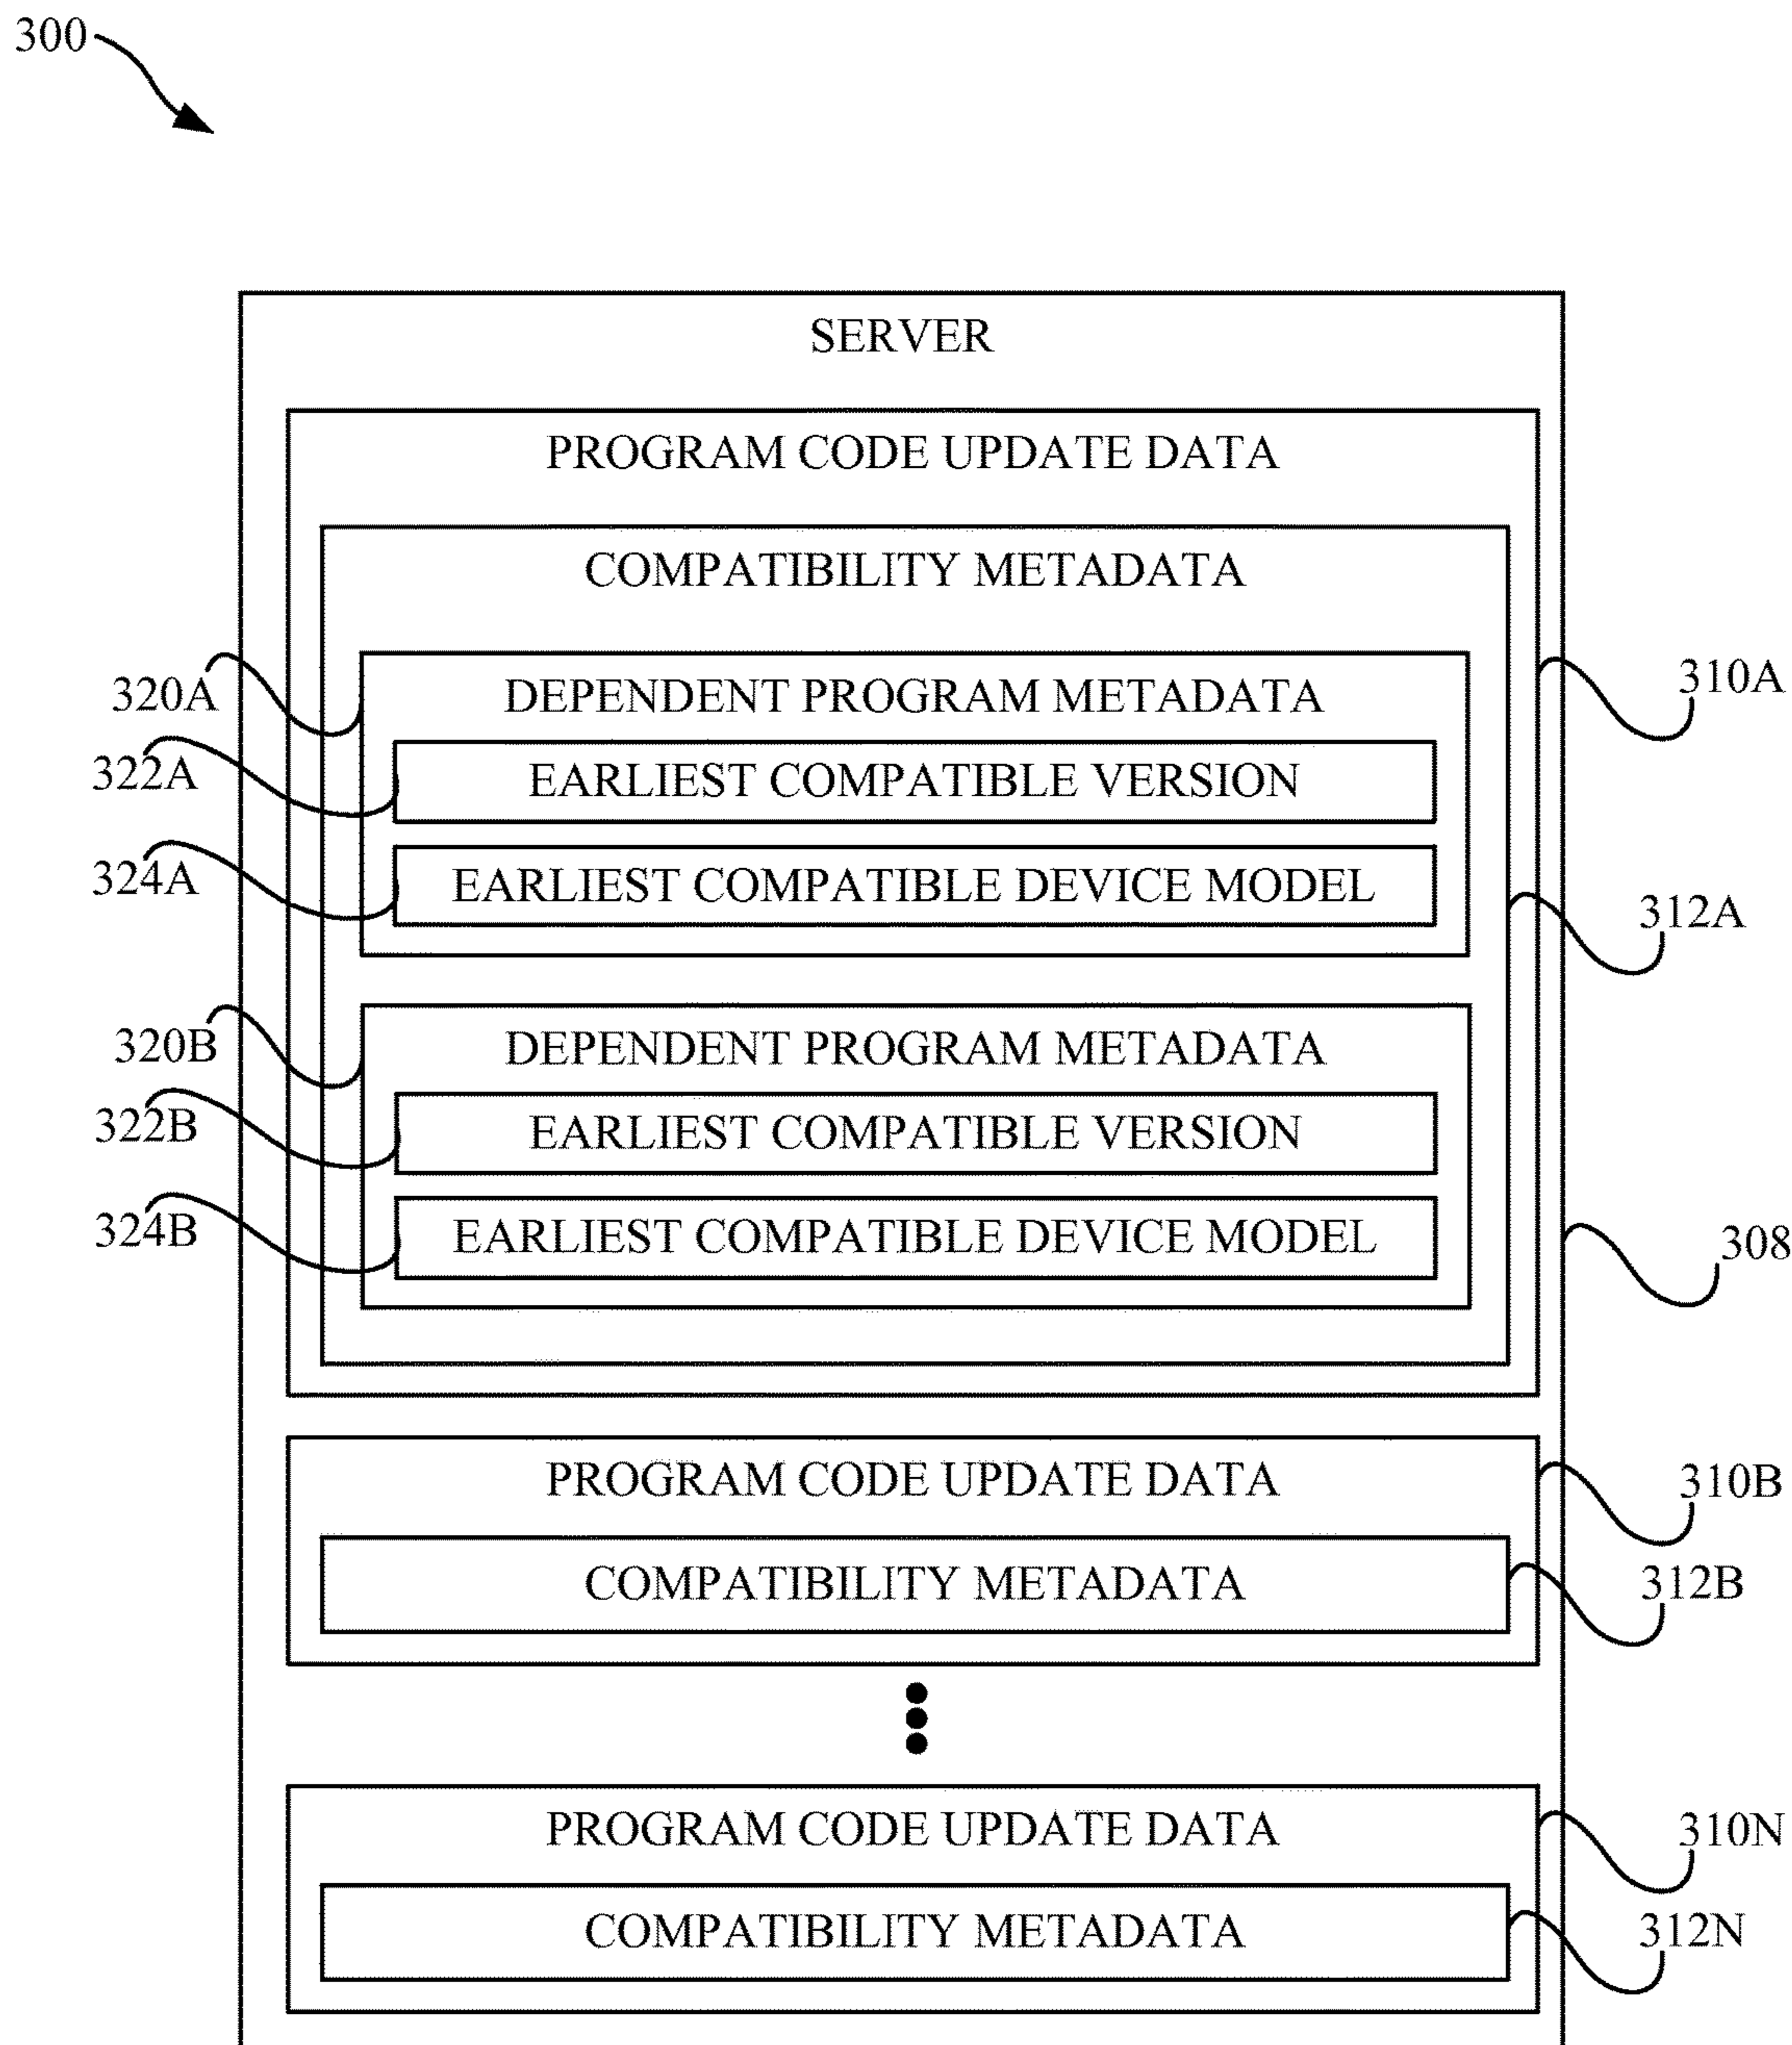 300
SERVER
PROGRAM CODE UPDATE DATA
COMPATIBILITY METADATA
320A
DEPENDENT PROGRAM METADATA
310A
322A
EARLIEST COMPATIBLE VERSION
324A
EARLIEST COMPATIBLE DEVICE MODEL
312A
320B
DEPENDENT PROGRAM METADATA
322B
EARLIEST COMPATIBLE VERSION
324B
EARLIEST COMPATIBLE DEVICE MODEL
308
PROGRAM CODE UPDATE DATA
310B
COMPATIBILITY METADATA
312B
PROGRAM CODE UPDATE DATA
310N
COMPATIBILITY METADATA
312N